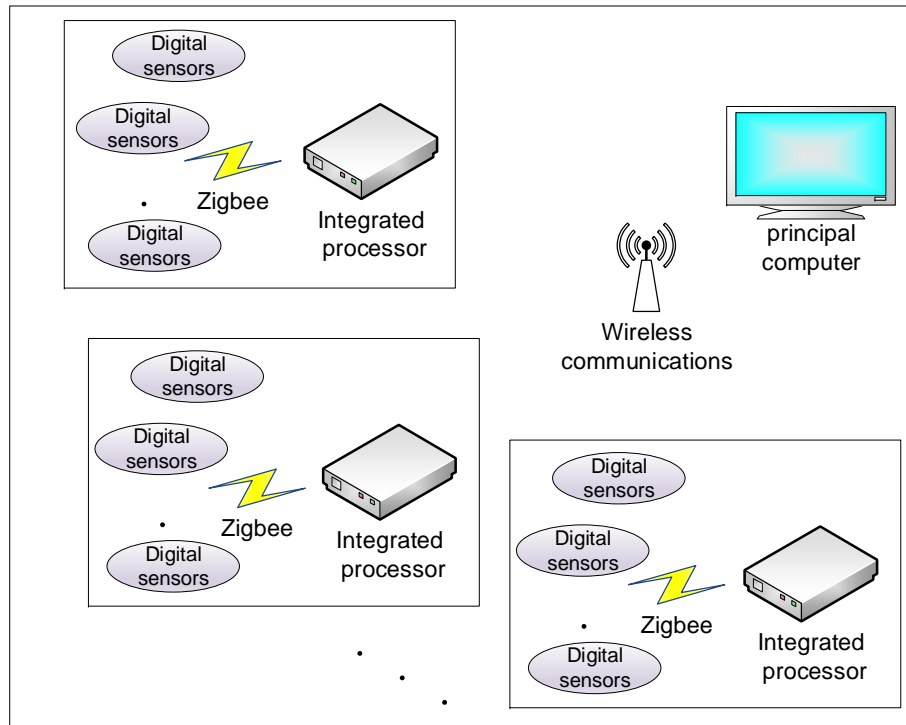 Digital
sensors
Digital
sensors
Zigbee
Digital
sensors
Integrated
processor
principal
computer
Wireless
communications
Digital
sensors
Digital
sensors
Zigbee
Digital
sensors
Integrated
processor
Digital
sensors
Digital
sensors
Zigbee
Digital
sensors
Integrated
processor